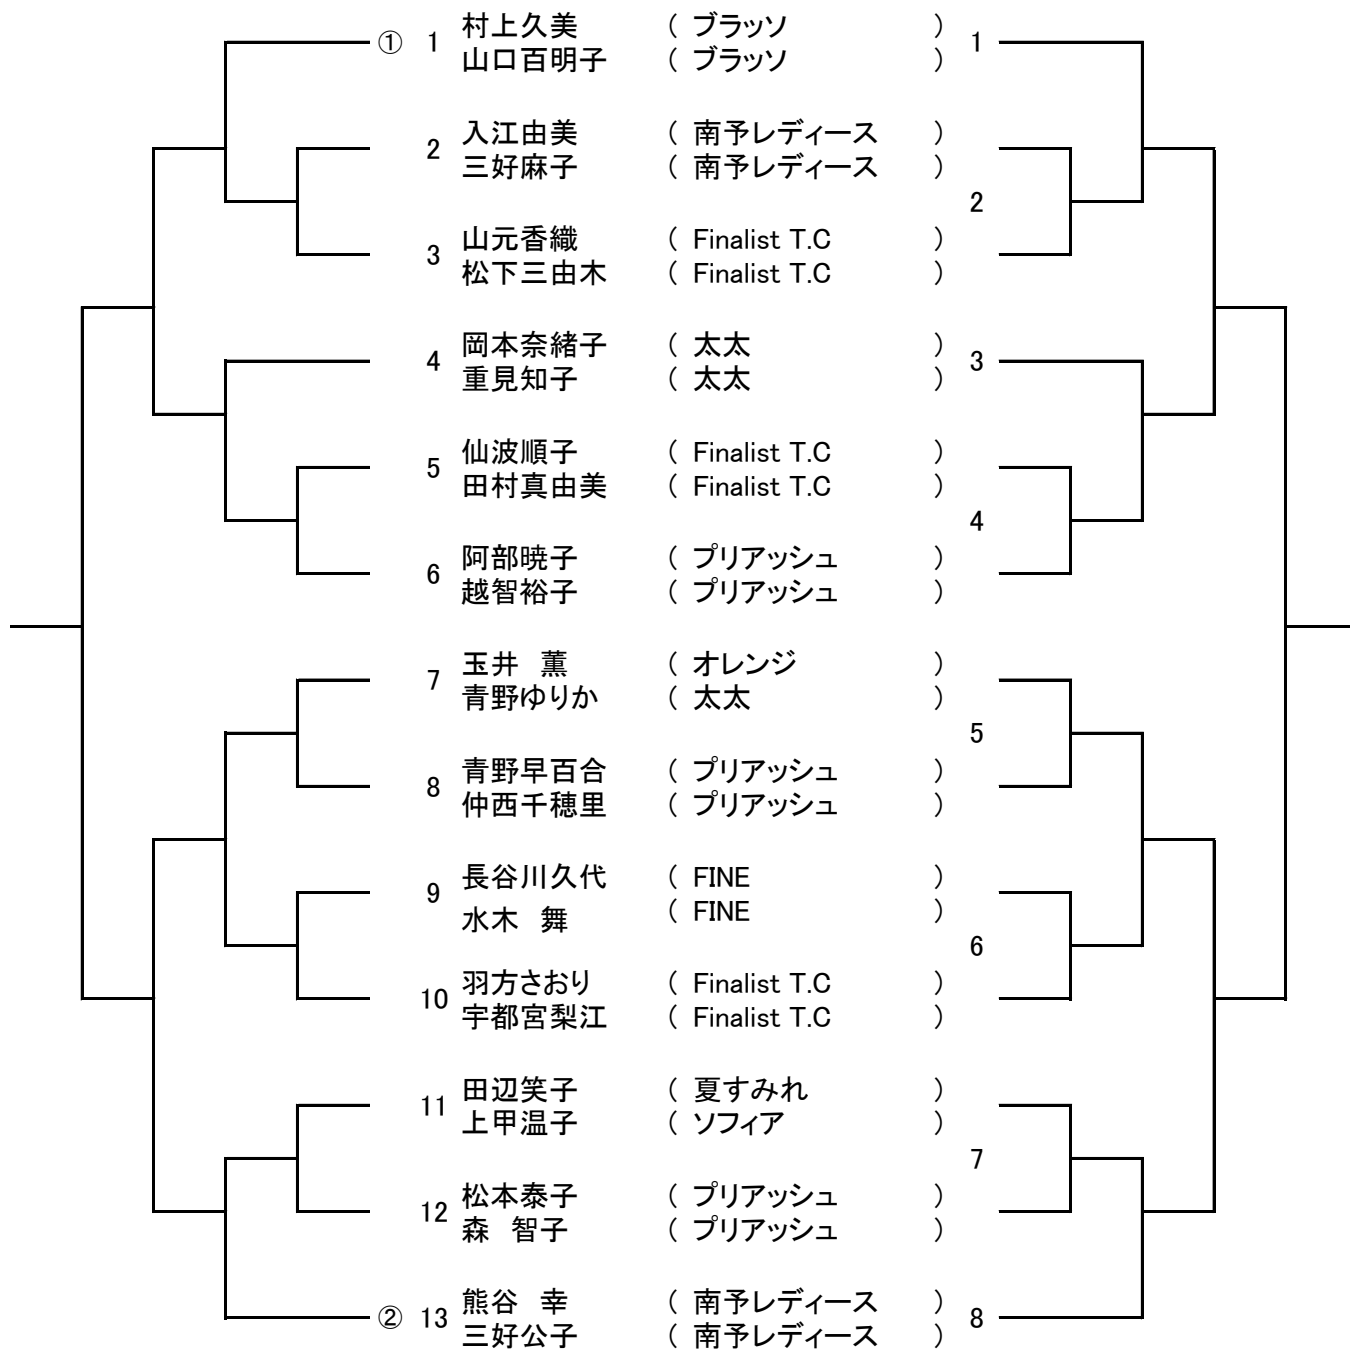 ① 1 村上久美 ( ブラッソ ) 1
山口百明子 ( ブラッソ )
2 入江由美 ( 南予レディース )
三好麻子 ( 南予レディース )
2
3 山元香織 ( Finalist T.C )
松下三由木 ( Finalist T.C )
4 岡本奈緒子 ( 太太 ) 3
重見知子 ( 太太 )
5 仙波順子 ( Finalist T.C )
田村真由美 ( Finalist T.C )
4
6 阿部暁子 ( プリアッシュ )
越智裕子 ( プリアッシュ )
7 玉井 薫 ( オレンジ )
青野ゆりか ( 太太 )
5
8 青野早百合 ( プリアッシュ )
仲西千穂里 ( プリアッシュ )
9 長谷川久代 ( FINE )
水木 舞 ( FINE )
6
10 羽方さおり ( Finalist T.C )
宇都宮梨江 ( Finalist T.C )
11 田辺笑子 ( 夏すみれ )
上甲温子 ( ソフィア )
7
12 松本泰子 ( プリアッシュ )
森 智子 ( プリアッシュ )
② 13 熊谷 幸 ( 南予レディース ) 8
三好公子 ( 南予レディース )